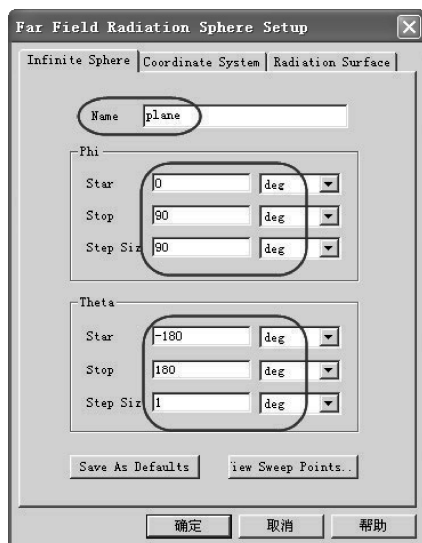 Far Field Radiation Sphere Setup
Infinite Sphere Coordinate System Radiation Surface
Name plane
Phi
Star 0 deg
Stop 90 deg
Step Siz 90 deg
Theta
Star -180 deg
Stop 180 deg
Step Siz 1 deg
Save As Defaults iew Sweep Points..
确定 取消 帮助